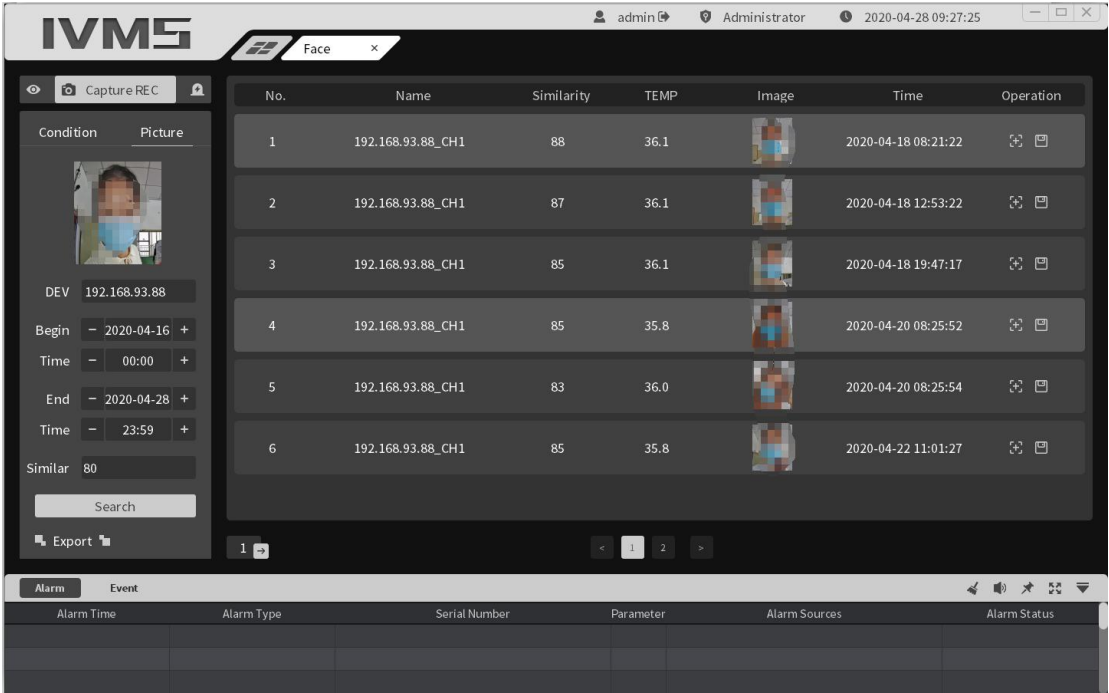 IVMS
admin Administrator 2020-04-28 09:27:25
Face ×
Capture REC
Condition Picture
DEV 192.168.93.88
Begin - 2020-04-16 +
Time - 00:00 +
End - 2020-04-28 +
Time - 23:59 +
Similar 80
Search
Export
No. Name Similarity TEMP Image Time Operation
1 192.168.93.88_CH1 88 36.1 2020-04-18 08:21:22
2 192.168.93.88_CH1 87 36.1 2020-04-18 12:53:22
3 192.168.93.88_CH1 85 36.1 2020-04-18 19:47:17
4 192.168.93.88_CH1 85 35.8 2020-04-20 08:25:52
5 192.168.93.88_CH1 83 36.0 2020-04-20 08:25:54
6 192.168.93.88_CH1 85 35.8 2020-04-22 11:01:27
1 < 1 2 >
Alarm Event
Alarm Time Alarm Type Serial Number Parameter Alarm Sources Alarm Status